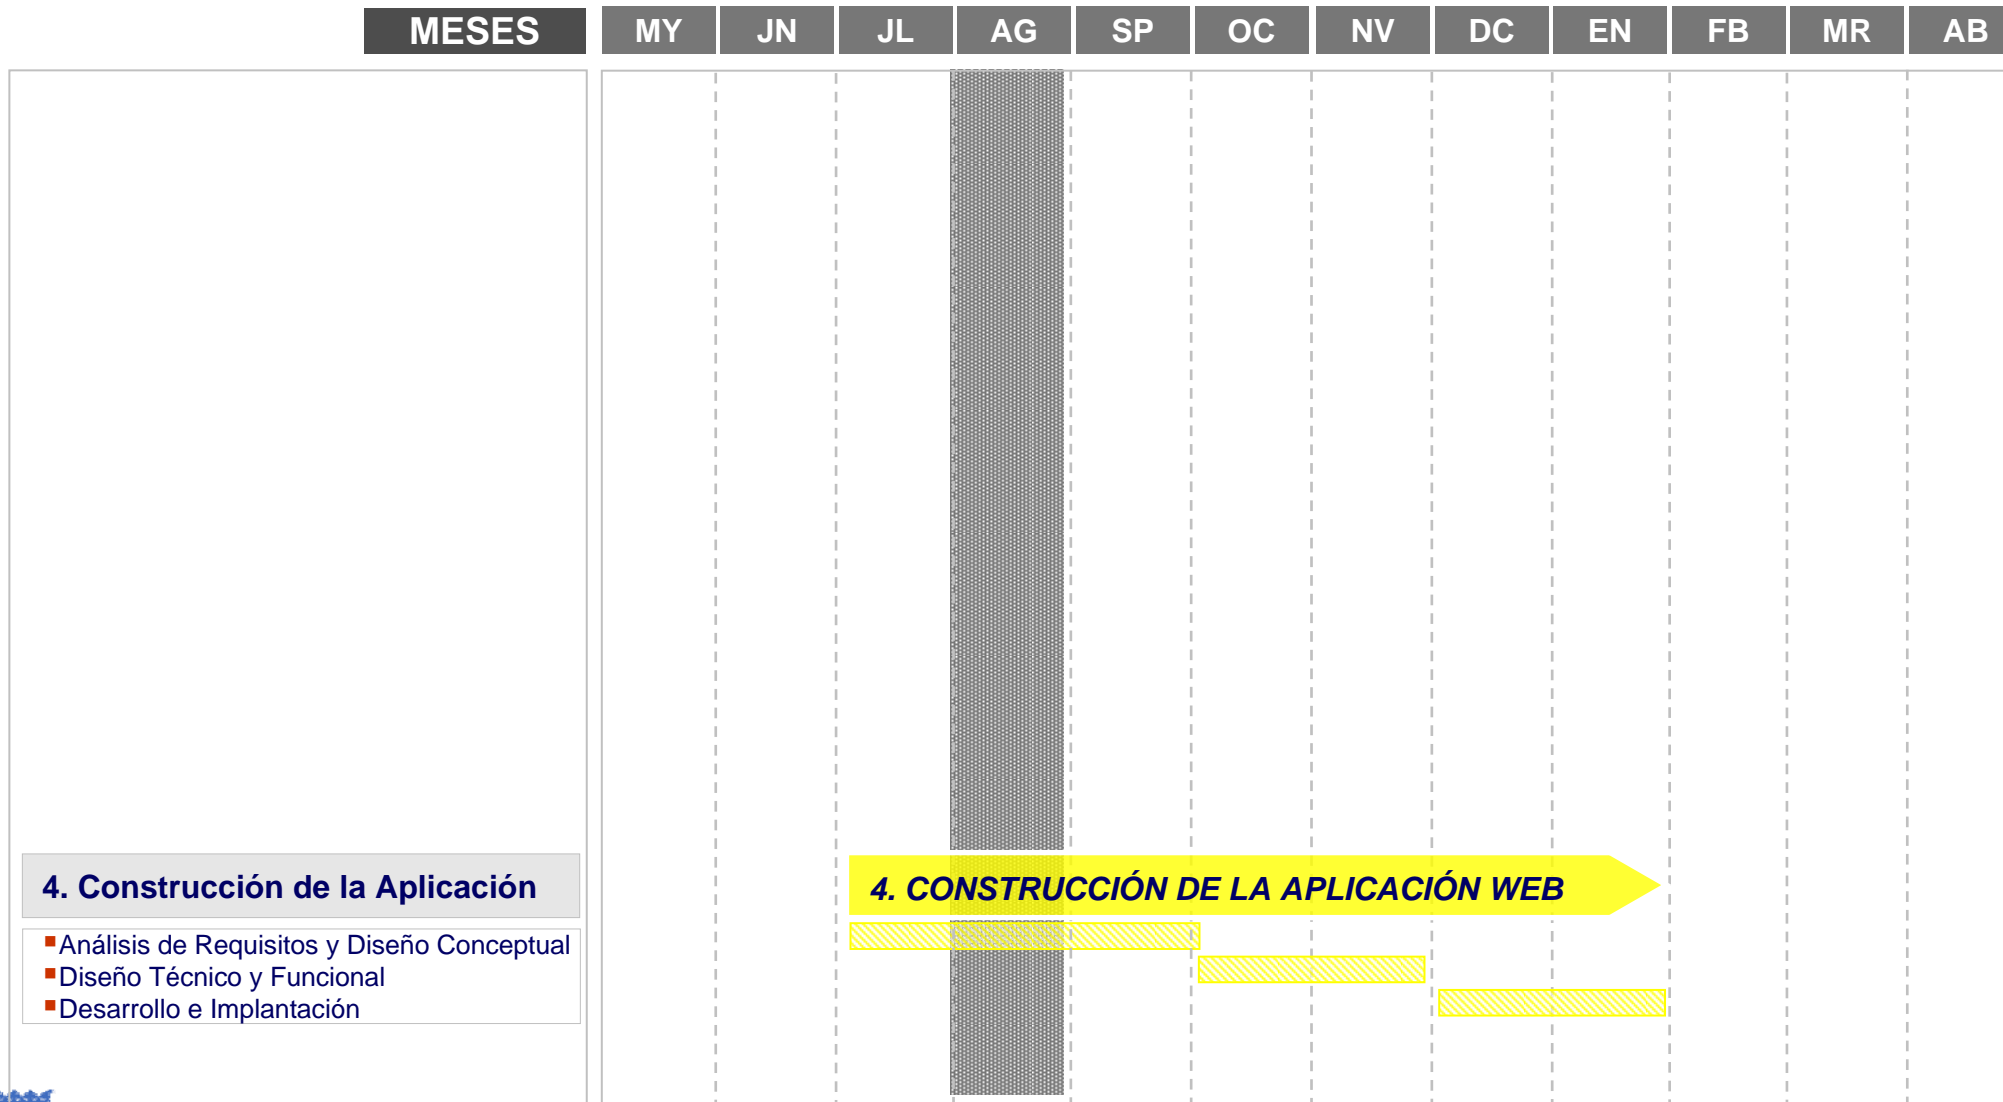 MESES MY JN JL AG SP OC NV DC EN FB MR AB
4. Construcción de la Aplicación
4. CONSTRUCCIÓN DE LA APLICACIÓN WEB
Análisis de Requisitos y Diseño Conceptual
Diseño Técnico y Funcional
Desarrollo e Implantación